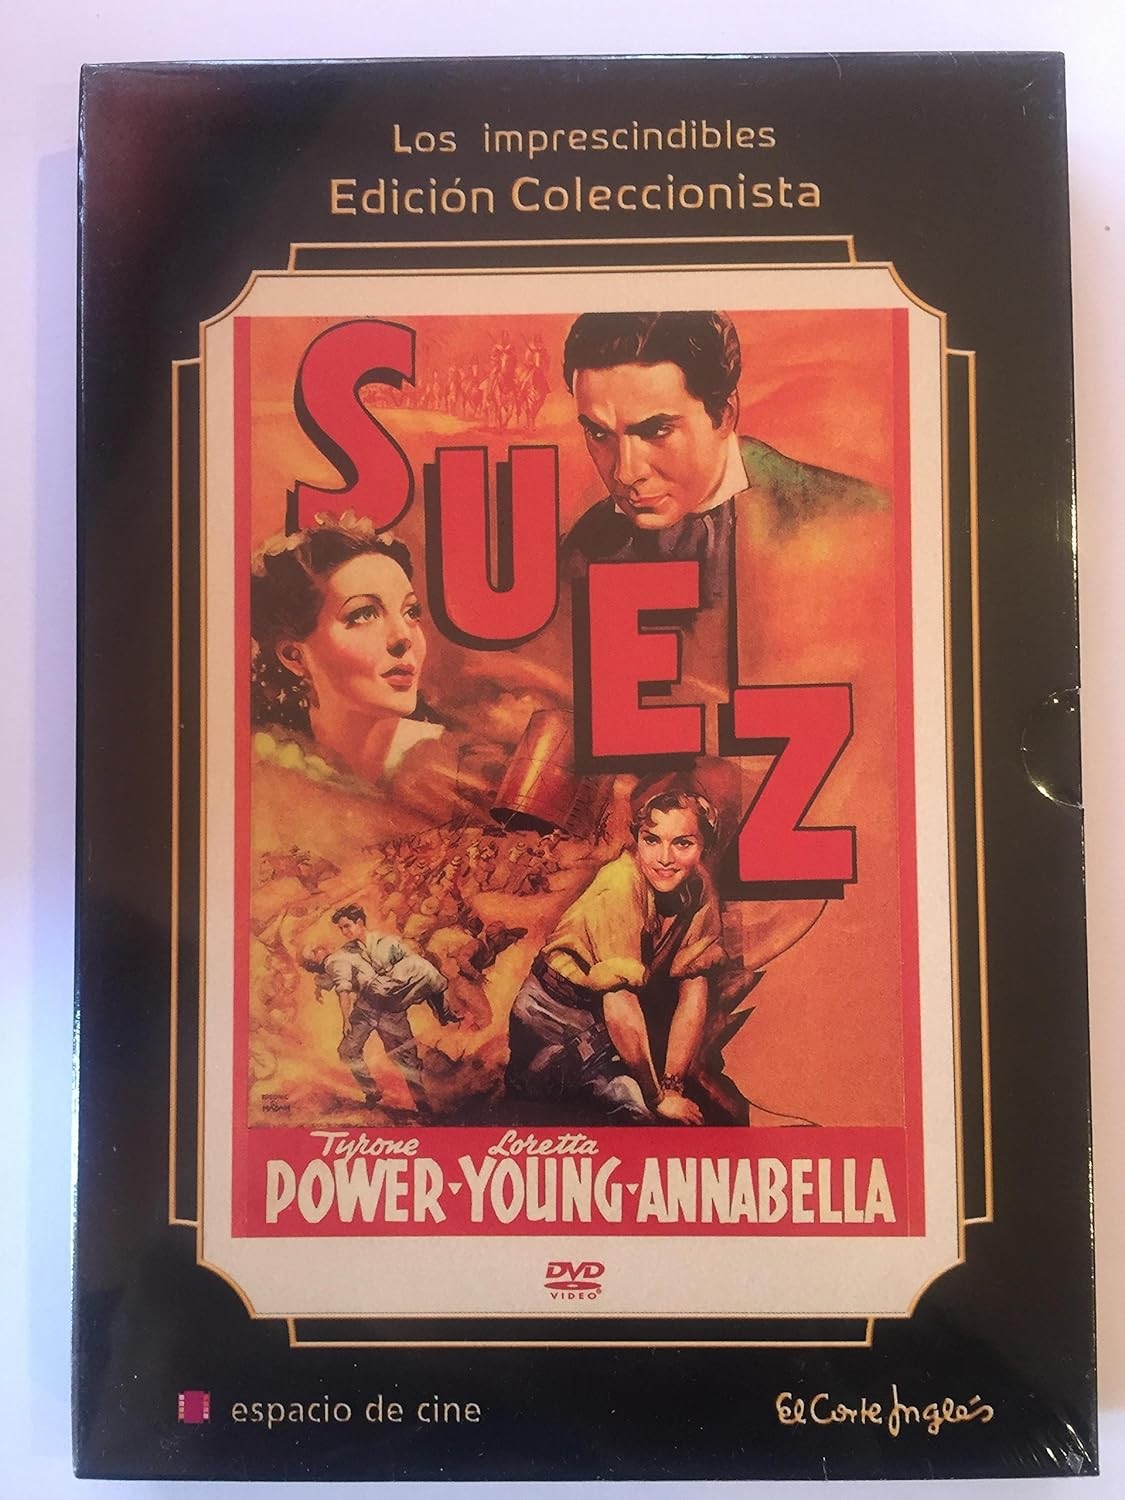 Los imprescindibles
Edición Coleccionista
SUEZ
Tyrone Loretta
POWER-YOUNG-ANNABELLA
DVD
VIDEO
espacio de cine
El Corte Inglés